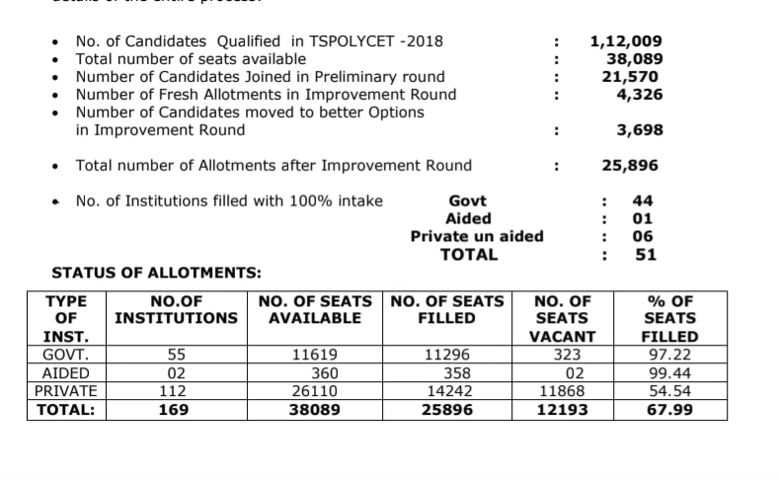 • No. of Candidates Qualified in TSPOLYCET -2018 : 1,12,009
• Total number of seats available : 38,089
• Number of Candidates Joined in Preliminary round : 21,570
• Number of Fresh Allotments in Improvement Round : 4,326
• Number of Candidates moved to better Options
in Improvement Round : 3,698
• Total number of Allotments after Improvement Round : 25,896
• No. of Institutions filled with 100% intake Govt : 44
Aided : 01
Private un aided : 06
TOTAL : 51
STATUS OF ALLOTMENTS:
TYPE OF INST. NO.OF INSTITUTIONS NO. OF SEATS AVAILABLE NO. OF SEATS FILLED NO. OF SEATS VACANT % OF SEATS FILLED
GOVT. 55 11619 11296 323 97.22
AIDED 02 360 358 02 99.44
PRIVATE 112 26110 14242 11868 54.54
TOTAL: 169 38089 25896 12193 67.99